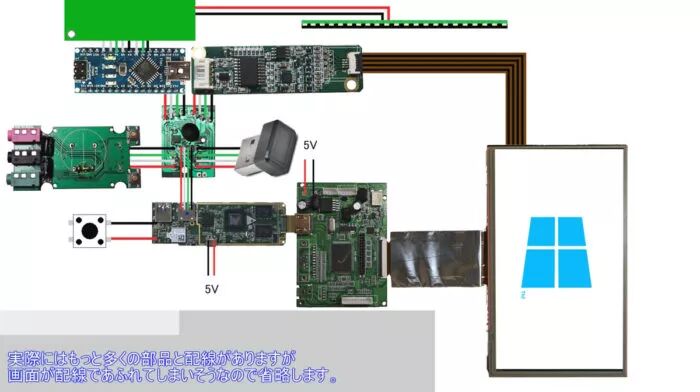 5V
5V
TM
実際にはもっと多くの部品と配線がありますが
画面が配線であふれてしまいそうなので省略します。